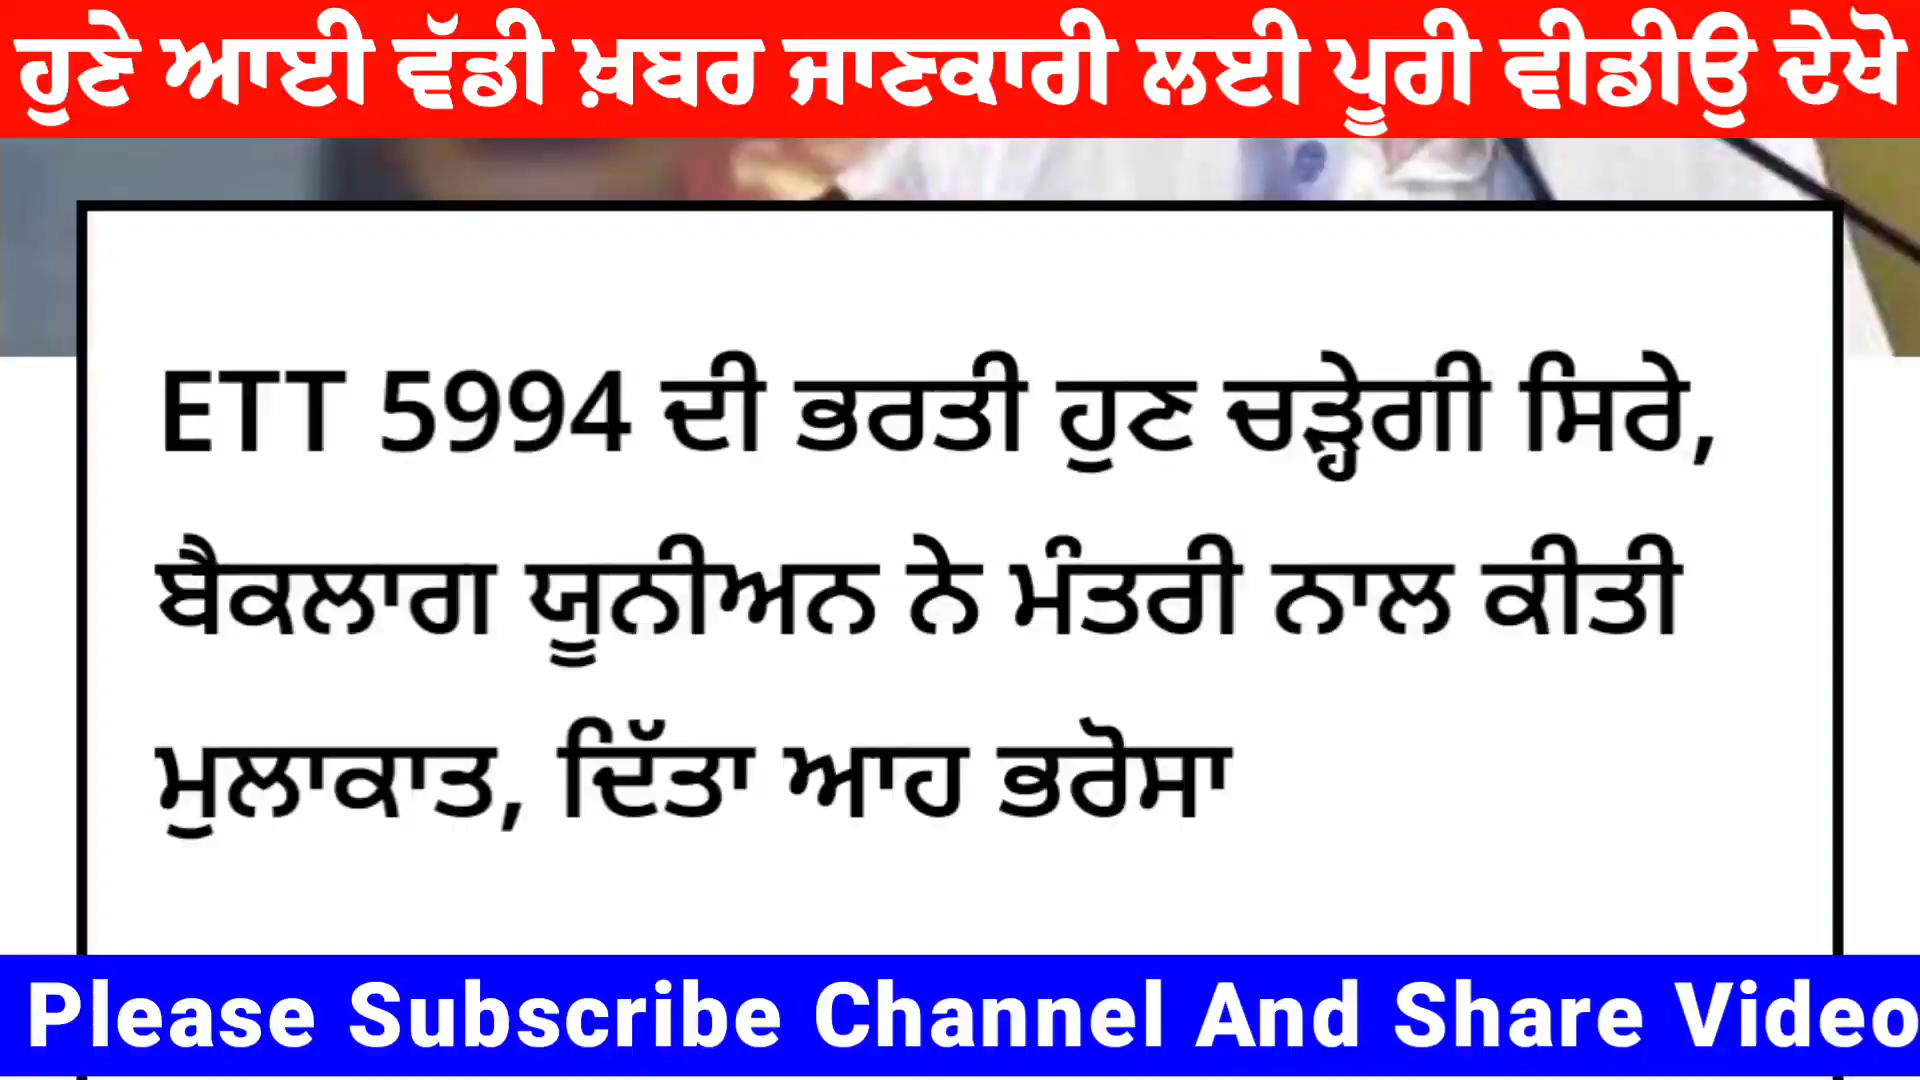 ਹੁਣੇ ਆਈ ਵੱਡੀ ਖ਼ਬਰ ਜਾਣਕਾਰੀ ਲਈ ਪੂਰੀ ਵੀਡੀਉ ਦੇਖੋ
ETT 5994 ਦੀ ਭਰਤੀ ਹੁਣ ਚੜ੍ਹੇਗੀ ਸਿਰੇ,
ਬੈਕਲਾਗ ਯੂਨੀਅਨ ਨੇ ਮੰਤਰੀ ਨਾਲ ਕੀਤੀ
ਮੁਲਾਕਾਤ, ਦਿੱਤਾ ਆਹ ਭਰੋਸਾ
Please Subscribe Channel And Share Video